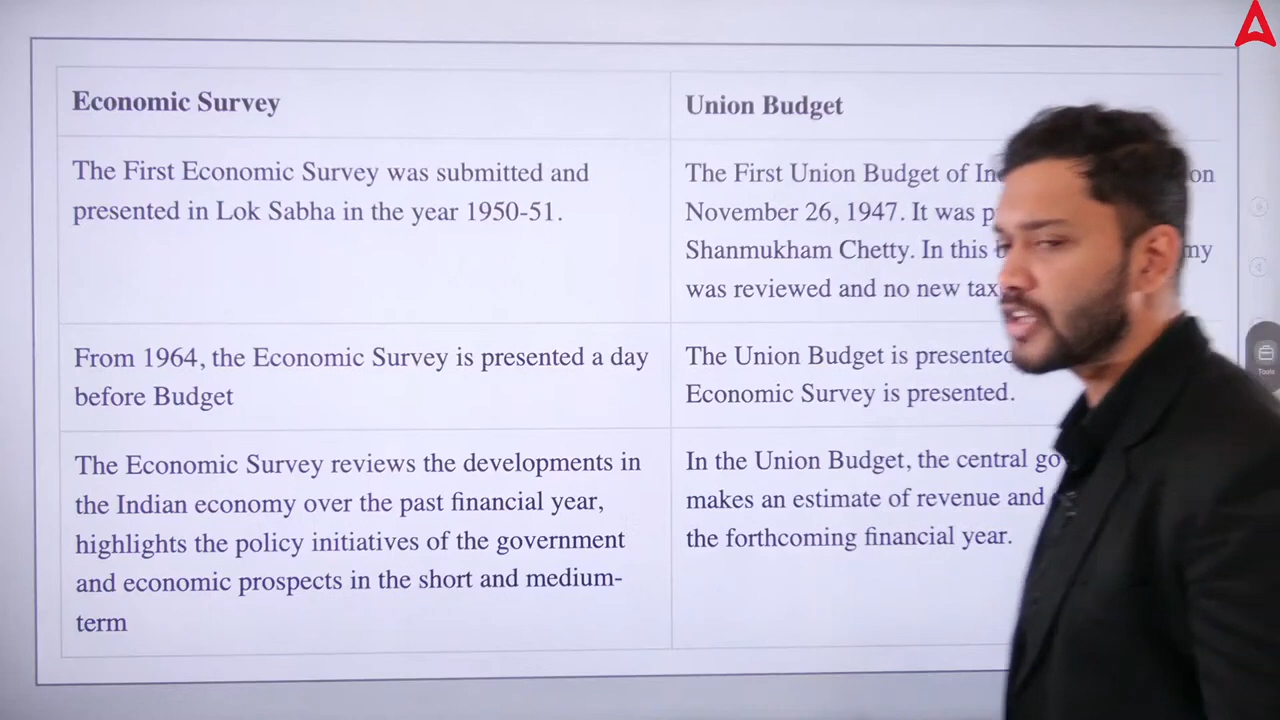 Economic Survey
Union Budget
The First Economic Survey was submitted and
presented in Lok Sabha in the year 1950-51.
The First Union Budget of on
November 26, 1947. It was
Shanmukham Chetty. In this
was reviewed and no new tax
From 1964, the Economic Survey is presented a day
before Budget
The Union Budget is presented
Economic Survey is presented.
The Economic Survey reviews the developments in
the Indian economy over the past financial year,
highlights the policy initiatives of the government
and economic prospects in the short and medium-
term
In the Union Budget, the central
makes an estimate of revenue and
the forthcoming financial year.
Tools